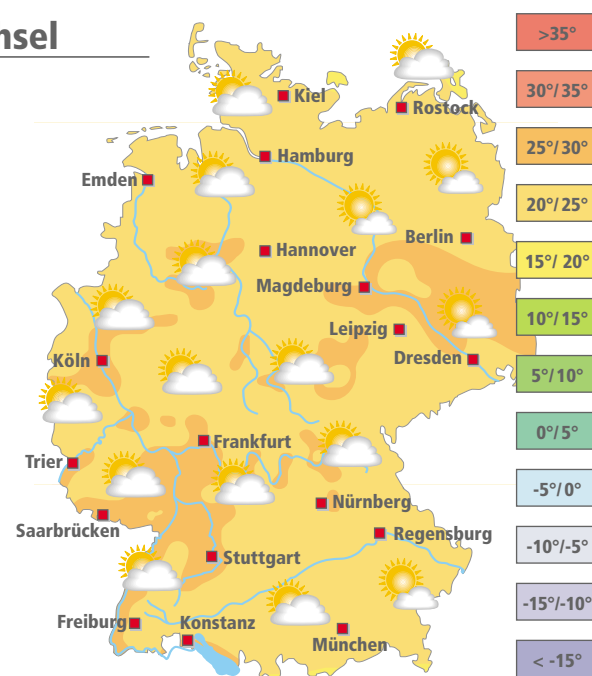 nsel
Kiel
Rostock
Hamburg
Emden
Berlin
Hannover
Magdeburg
Leipzig
Dresden
Köln
Frankfurt
Trier
Nürnberg
Saarbrücken
Regensburg
Stuttgart
Freiburg
Konstanz
München
>35°
30°/35°
25°/30°
20°/25°
15°/ 20°
10°/15°
5°/10°
0°/5°
-5°/0°
-10°/-5°
-15°/-10°
< -15°